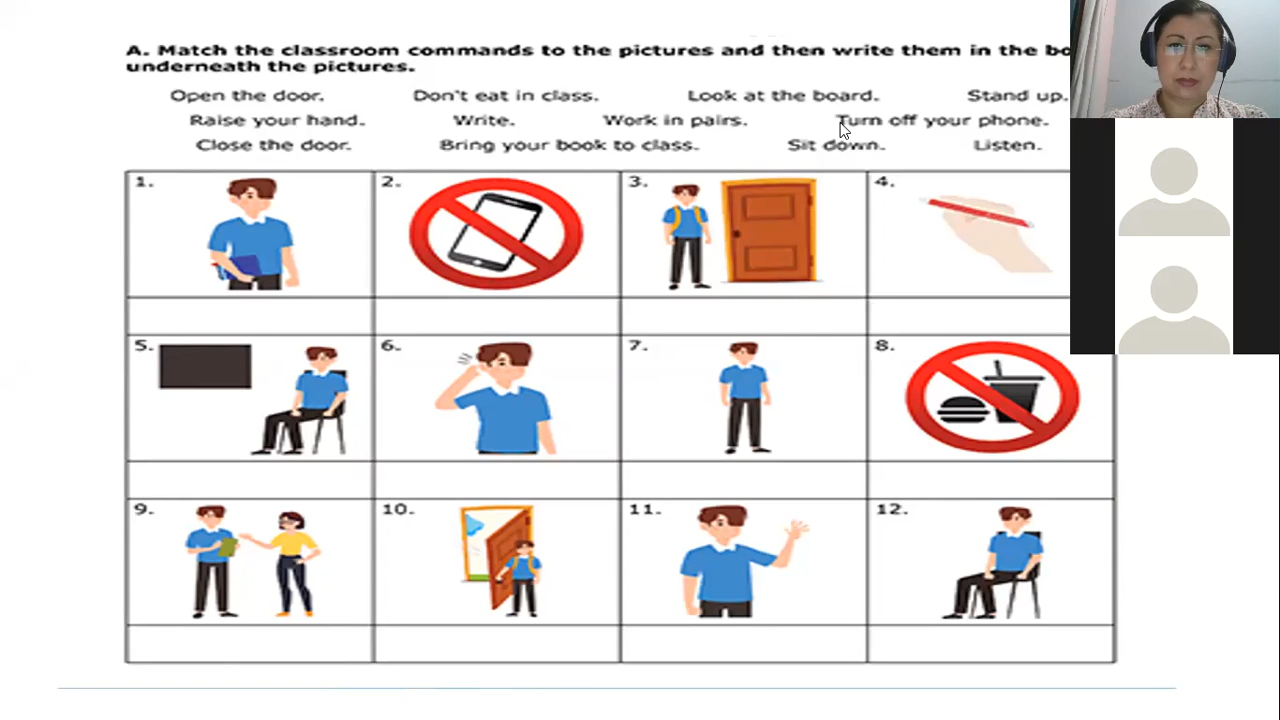 A. Match the classroom commands to the pictures and then write them in the
underneath the pictures.
Open the door. Don't eat in class. Look at the board. Stand up.
Raise your hand. Write. Work in pairs. Turn off your phone.
Close the door. Bring your book to class. Sit down. Listen.
1. 2. 3. 4.
5. 6. 7. 8.
9. 10. 11. 12.